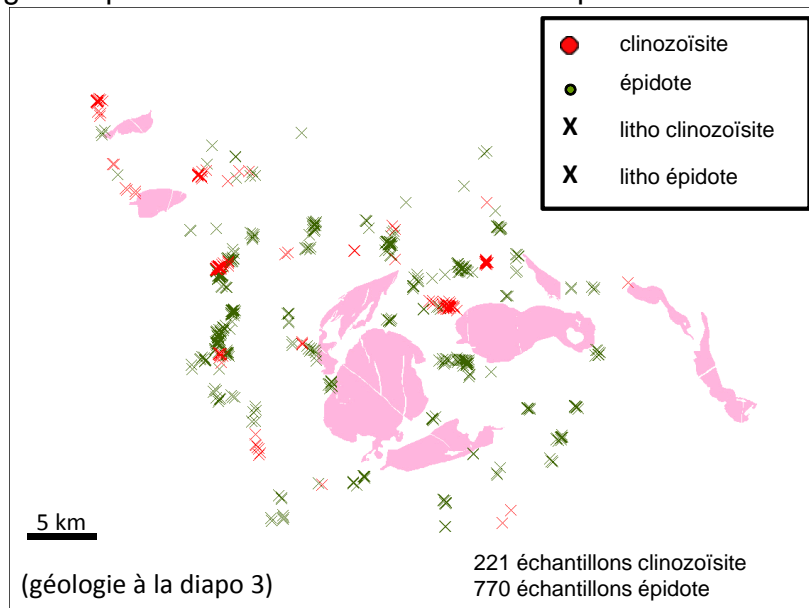 clinozoïsite
épidote
X litho clinozoïsite
X litho épidote
5 km
(géologie à la diapo 3)
221 échantillons clinozoïsite
770 échantillons épidote